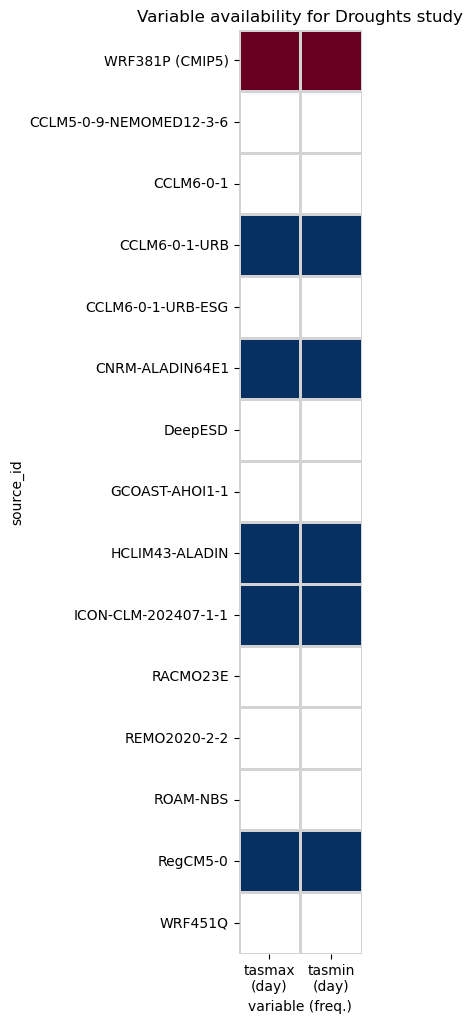 Variable availability for Droughts study
WRF381P (CMIP5)
CCLM5-0-9-NEMOMED12-3-6
CCLM6-0-1
CCLM6-0-1-URB
CCLM6-0-1-URB-ESG
CNRM-ALADIN64E1
DeepESD
GCOAST-AHOI1-1
HCLIM43-ALADIN
ICON-CLM-202407-1-1
RACMO23E
REMO2020-2-2
ROAM-NBS
RegCM5-0
WRF451Q
source_id
tasmax tasmin
(day) (day)
variable (freq.)